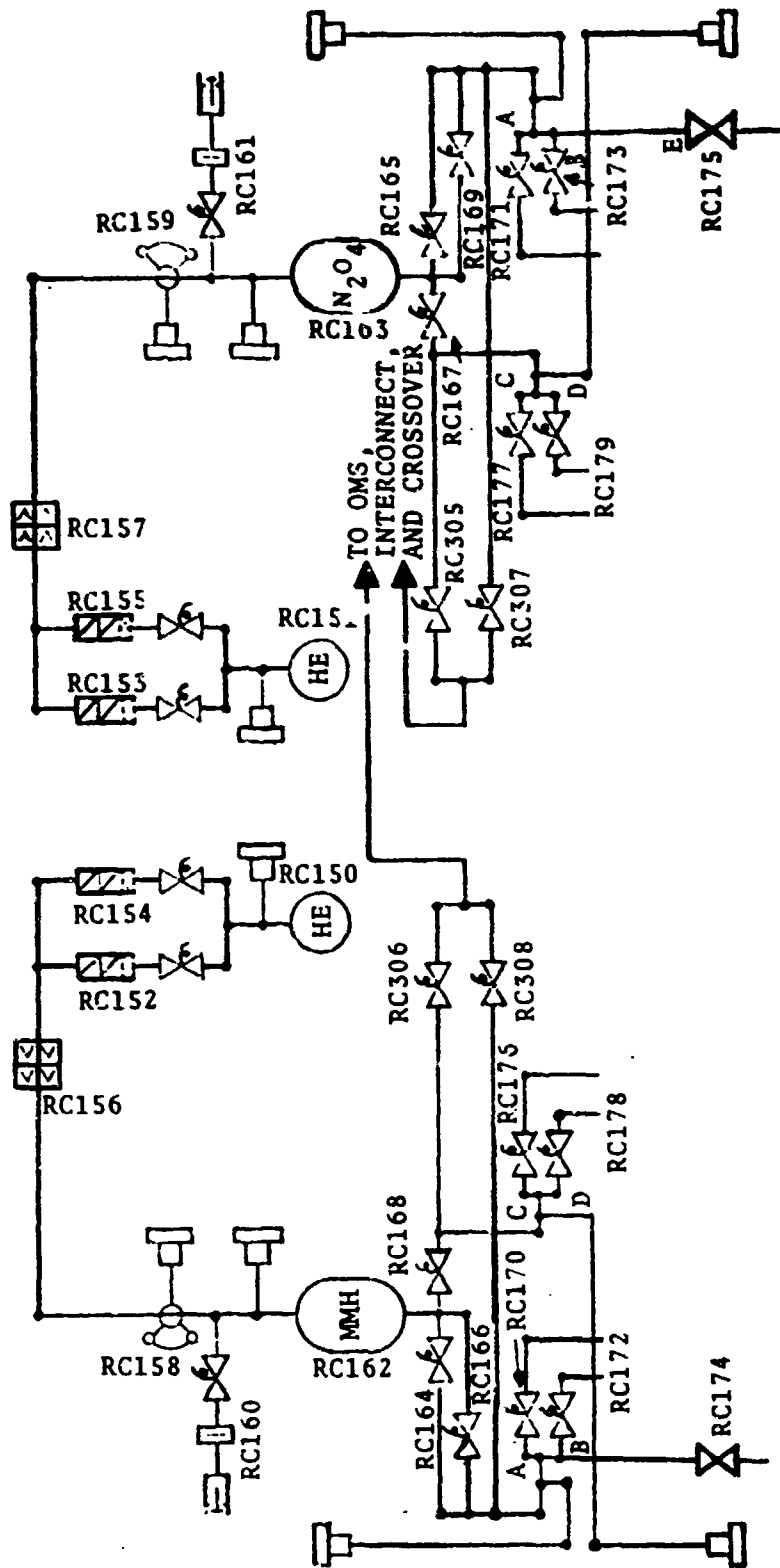 RC161
RC159
N₂O₄
RC163
RC165
RC169
RC167
A
B
RC171
RC173
E
RC175
C
D
RC177
RC179
RC157
RC155
RC153
HE
TO OMS,
INTERCONNECT,
AND CROSSOVER
RC305
RC307
RC150
HE
RC154
RC152
RC156
RC306
RC308
RC175
RC178
C
D
RC168
RC158
RC160
MMH
RC162
RC164
RC166
RC170
RC172
A
B
RC174